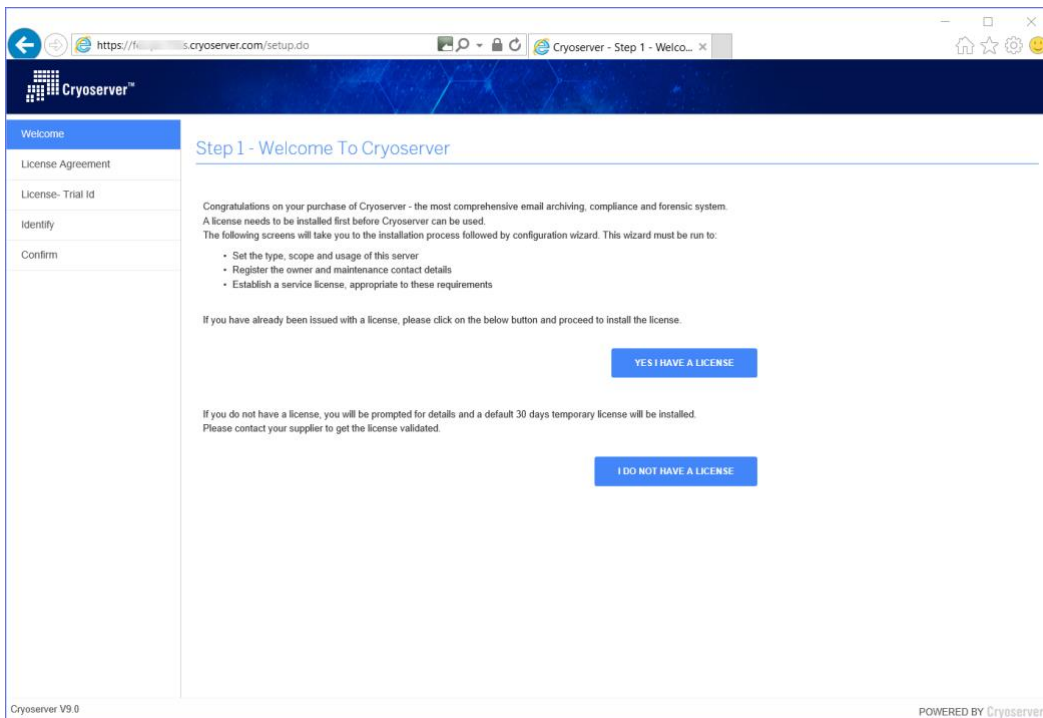 https:// s.cryoserver.com/setup.do
Cryoserver - Step 1 - Welco...
Cryoserver™
Welcome
License Agreement
License- Trial Id
Identify
Confirm
Step 1 - Welcome To Cryoserver
Congratulations on your purchase of Cryoserver - the most comprehensive email archiving, compliance and forensic system.
A license needs to be installed first before Cryoserver can be used.
The following screens will take you to the installation process followed by configuration wizard. This wizard must be run to:
• Set the type, scope and usage of this server
• Register the owner and maintenance contact details
• Establish a service license, appropriate to these requirements
If you have already been issued with a license, please click on the below button and proceed to install the license.
YES I HAVE A LICENSE
If you do not have a license, you will be prompted for details and a default 30 days temporary license will be installed.
Please contact your supplier to get the license validated.
I DO NOT HAVE A LICENSE
Cryoserver V9.0
POWERED BY Cryoserver